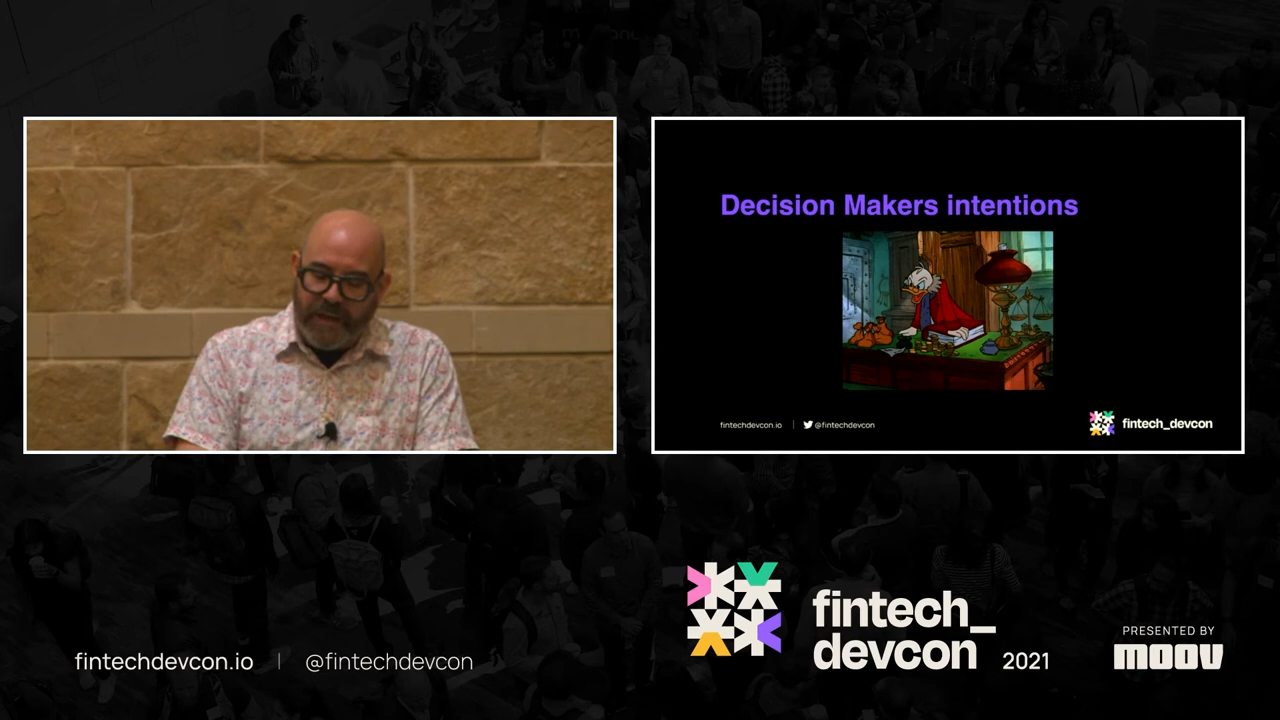 Decision Makers intentions
fintechdevcon.io | @fintechdevcon
fintech_devcon
fintechdevcon.io | @fintechdevcon
fintech_
devcon 2021
PRESENTED BY
moov